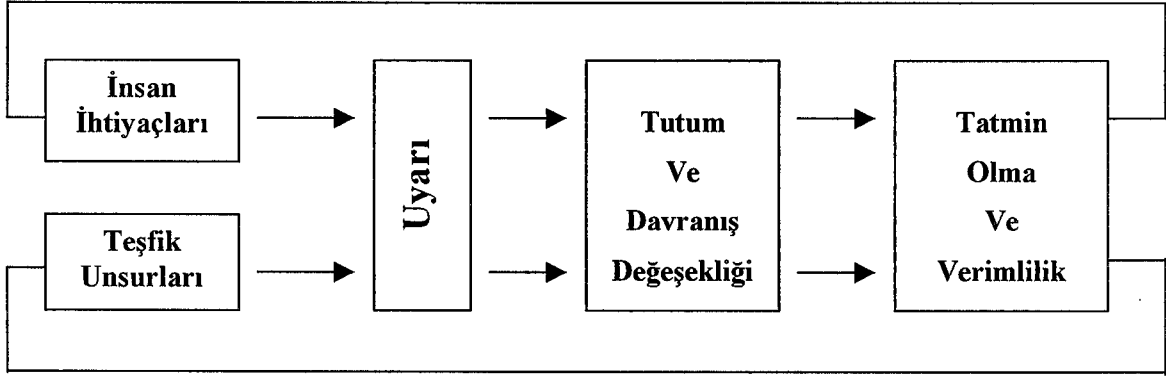 İnsan
İhtiyaçları
Teşfik
Unsurları
Uyarı
Tutum
Ve
Davranış
Değeşekliği
Tatmin
Olma
Ve
Verimlilik